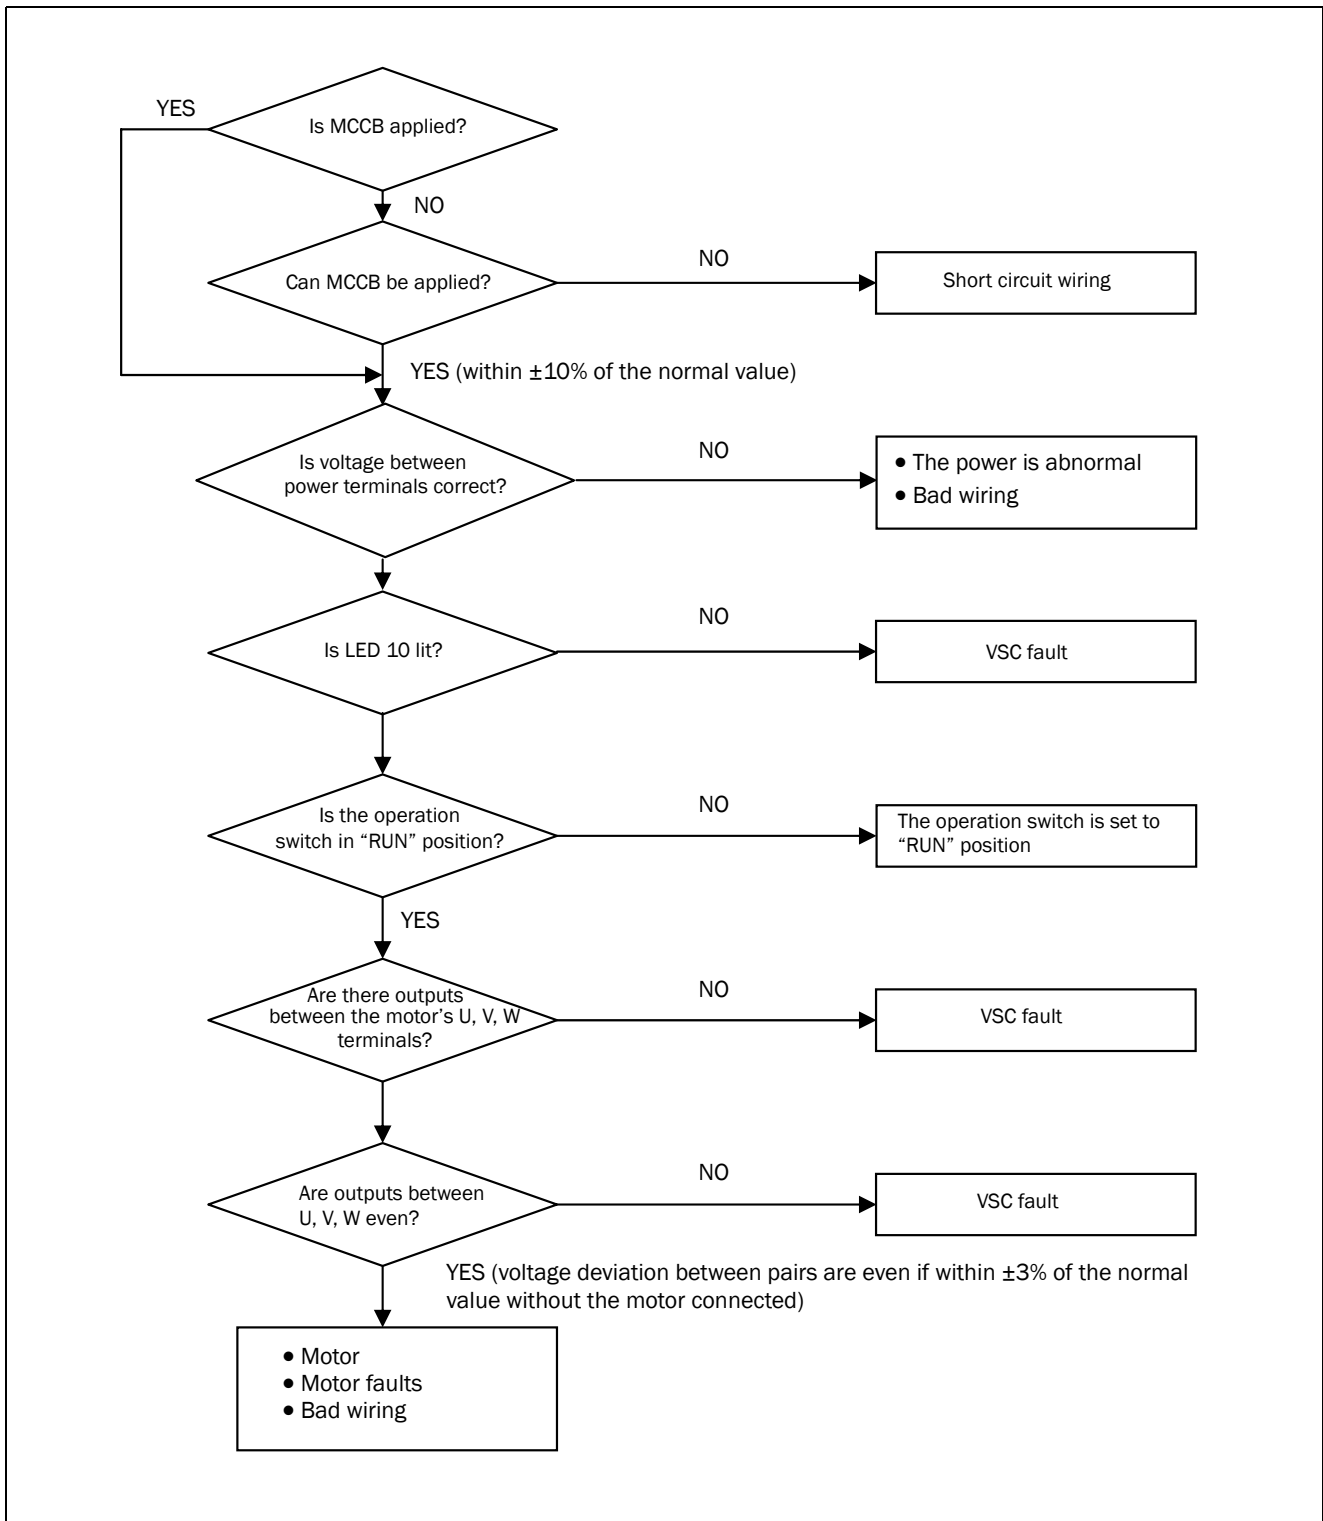 YES
Is MCCB applied?
NO
Can MCCB be applied?
NO
Short circuit wiring
YES (within ±10% of the normal value)
Is voltage between
power terminals correct?
NO
• The power is abnormal
• Bad wiring
Is LED 10 lit?
NO
VSC fault
Is the operation
switch in “RUN” position?
NO
The operation switch is set to
“RUN” position
YES
Are there outputs
between the motor’s U, V, W
terminals?
NO
VSC fault
Are outputs between
U, V, W even?
NO
VSC fault
YES (voltage deviation between pairs are even if within ±3% of the normal
value without the motor connected)
• Motor
• Motor faults
• Bad wiring